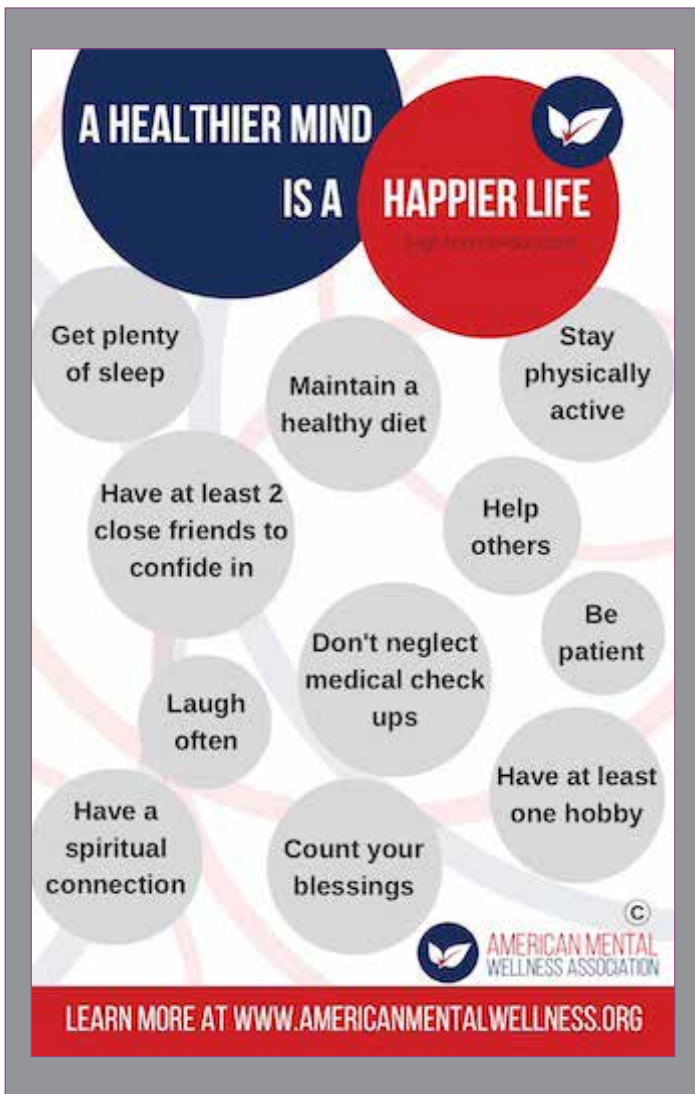 A HEALTHIER MIND
IS A HAPPIER LIFE
Get plenty
of sleep
Maintain a
healthy diet
Stay
physically
active
Have at least 2
close friends to
confide in
Help
others
Be
patient
Don't neglect
medical check
ups
Laugh
often
Have at least
one hobby
Have a
spiritual
connection
Count your
blessings
©
AMERICAN MENTAL
WELLNESS ASSOCIATION
LEARN MORE AT WWW.AMERICANMENTALWELLNESS.ORG